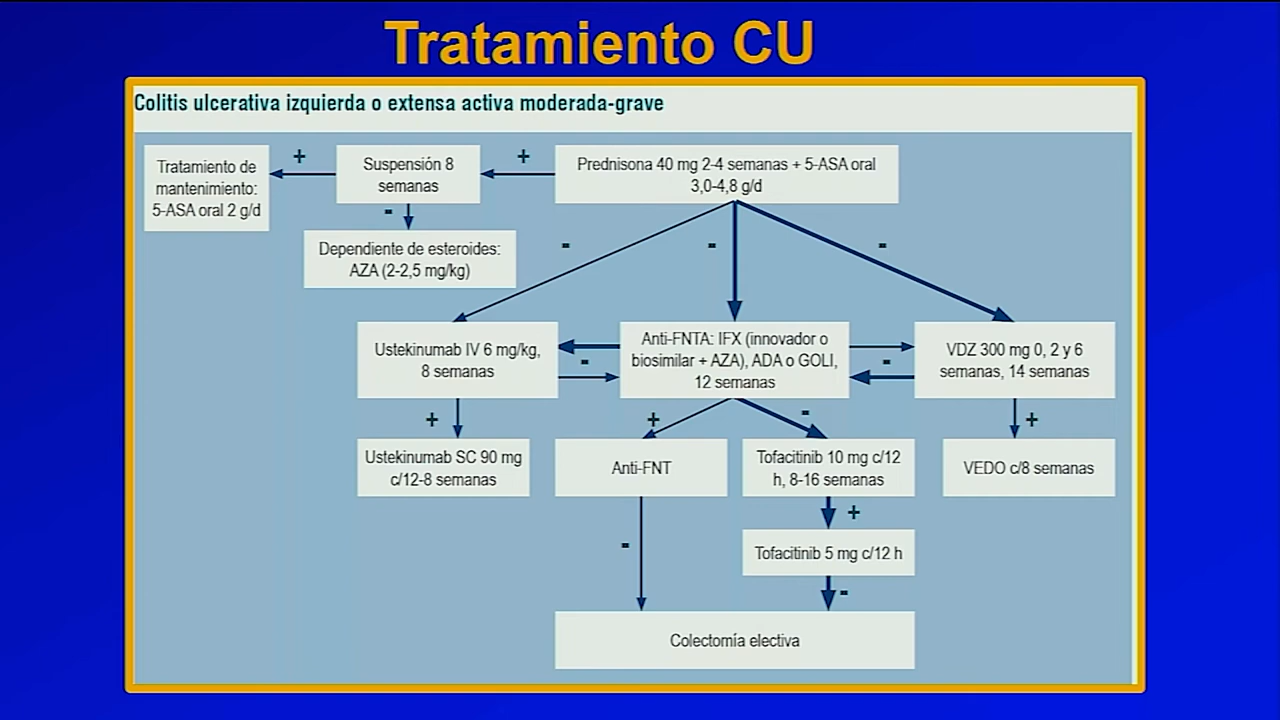 Tratamiento CU
Colitis ulcerativa izquierda o extensa activa moderada-grave
Tratamiento de
mantenimiento:
5-ASA oral 2 g/d
+
Suspensión 8
semanas
+
Prednisona 40 mg 2-4 semanas + 5-ASA oral
3,0-4,8 g/d
-
Dependiente de esteroides:
AZA (2-2,5 mg/kg)
-
-
-
Ustekinumab IV 6 mg/kg,
8 semanas
-
Anti-FNTA: IFX (innovador o
biosimilar + AZA), ADA o GOLI,
12 semanas
-
VDZ 300 mg 0, 2 y 6
semanas, 14 semanas
+
+
-
+
Ustekinumab SC 90 mg
c/12-8 semanas
Anti-FNT
Tofacitinib 10 mg c/12
h, 8-16 semanas
VEDO c/8 semanas
+
-
Tofacitinib 5 mg c/12 h
-
Colectomía electiva